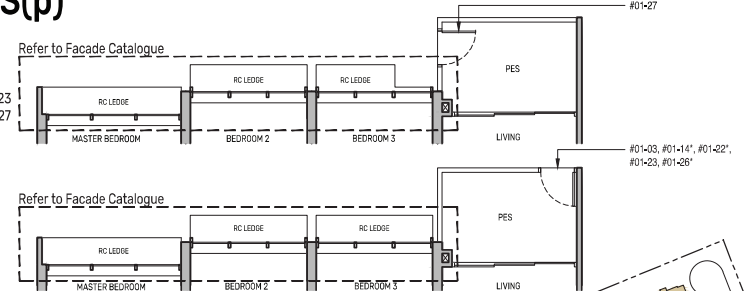 S(p)
#01-27
Refer to Facade Catalogue
RC LEDGE
RC LEDGE
PES
23
RC LEDGE
27
MASTER BEDROOM
BEDROOM 2
BEDROOM 3
LIVING
#01-03, #01-14*, #01-22*,
#01-23, #01-26*
Refer to Facade Catalogue
RC LEDGE
RC LEDGE
PES
RC LEDGE
MASTER BEDROOM
BEDROOM 2
BEDROOM 3
LIVING